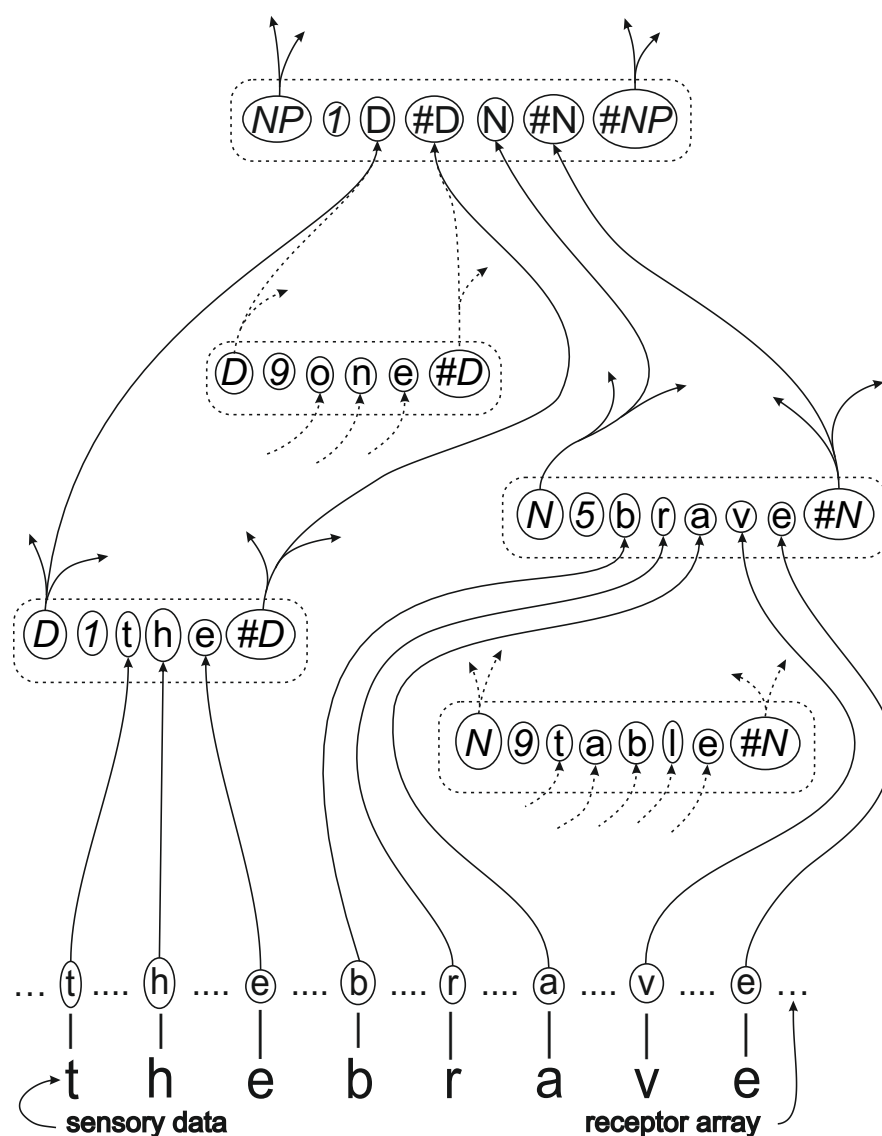 NP 1 D #D N #N #NP
D 9 o n e #D
N 5 b r a v e #N
D 1 t h e #D
N 9 t a b l e #N
... t .... h .... e .... b .... r .... a .... v .... e ...
t h e b r a v e
sensory data receptor array